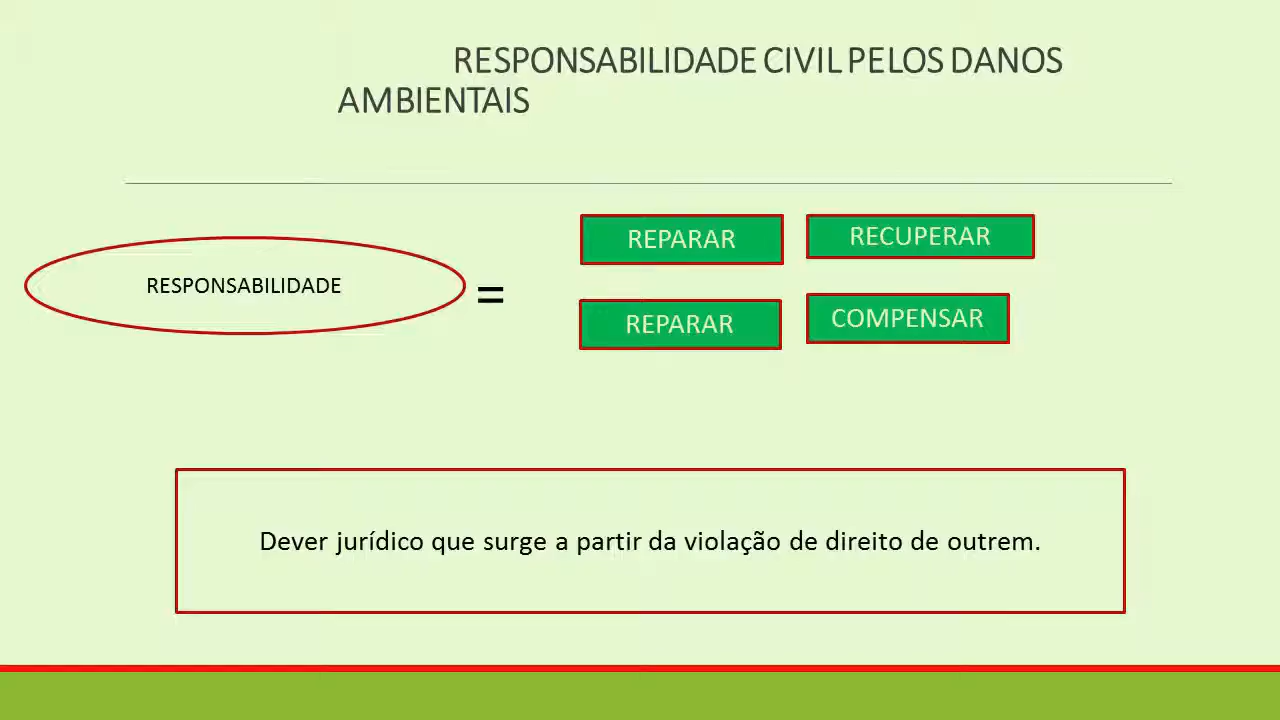 RESPONSABILIDADE CIVIL PELOS DANOS
AMBIENTAIS
RESPONSABILIDADE
=
REPARAR
RECUPERAR
REPARAR
COMPENSAR
Dever jurídico que surge a partir da violação de direito de outrem.